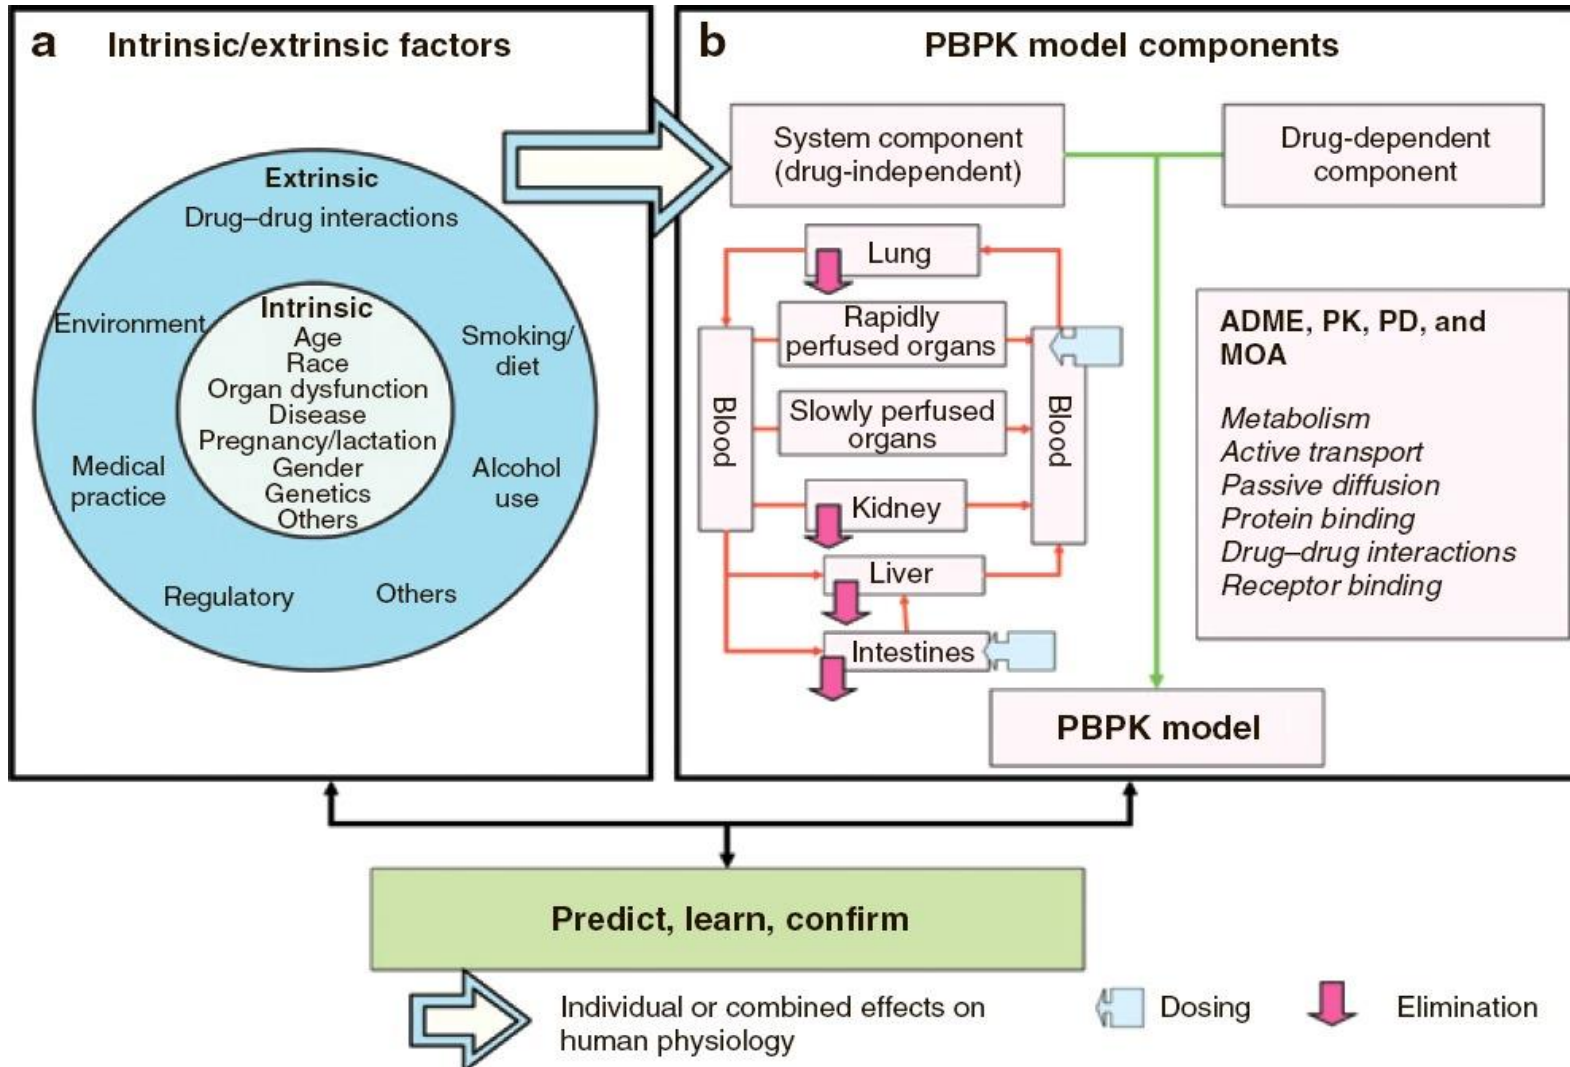 a Intrinsic/extrinsic factors
Extrinsic
Drug–drug interactions
Environment
Smoking/
diet
Medical
practice
Alcohol
use
Regulatory
Others
Intrinsic
Age
Race
Organ dysfunction
Disease
Pregnancy/lactation
Gender
Genetics
Others
b PBPK model components
System component
(drug-independent)
Drug-dependent
component
Lung
Rapidly
perfused organs
Slowly perfused
organs
Blood
Blood
Kidney
Liver
Intestines
ADME, PK, PD, and
MOA
Metabolism
Active transport
Passive diffusion
Protein binding
Drug–drug interactions
Receptor binding
PBPK model
Predict, learn, confirm
Individual or combined effects on
human physiology
Dosing
Elimination